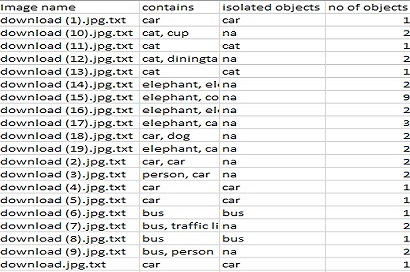 Image name contains isolated objects no of objects
download (1).jpg.txt car car 1
download (10).jpg.txt cat, cup na 2
download (11).jpg.txt cat cat 1
download (12).jpg.txt cat, diningta na 2
download (13).jpg.txt cat cat 1
download (14).jpg.txt elephant, ele na 2
download (15).jpg.txt elephant, co na 9
download (16).jpg.txt elephant, ele na 2
download (17).jpg.txt elephant, ca na 3
download (18).jpg.txt car, dog na 2
download (19).jpg.txt elephant, ca na 2
download (2).jpg.txt car, car na 2
download (3).jpg.txt person, car na 2
download (4).jpg.txt car car 1
download (5).jpg.txt car car 1
download (6).jpg.txt bus bus 1
download (7).jpg.txt bus, traffic li na 2
download (8).jpg.txt bus bus 1
download (9).jpg.txt bus, person na 2
download.jpg.txt car car 1